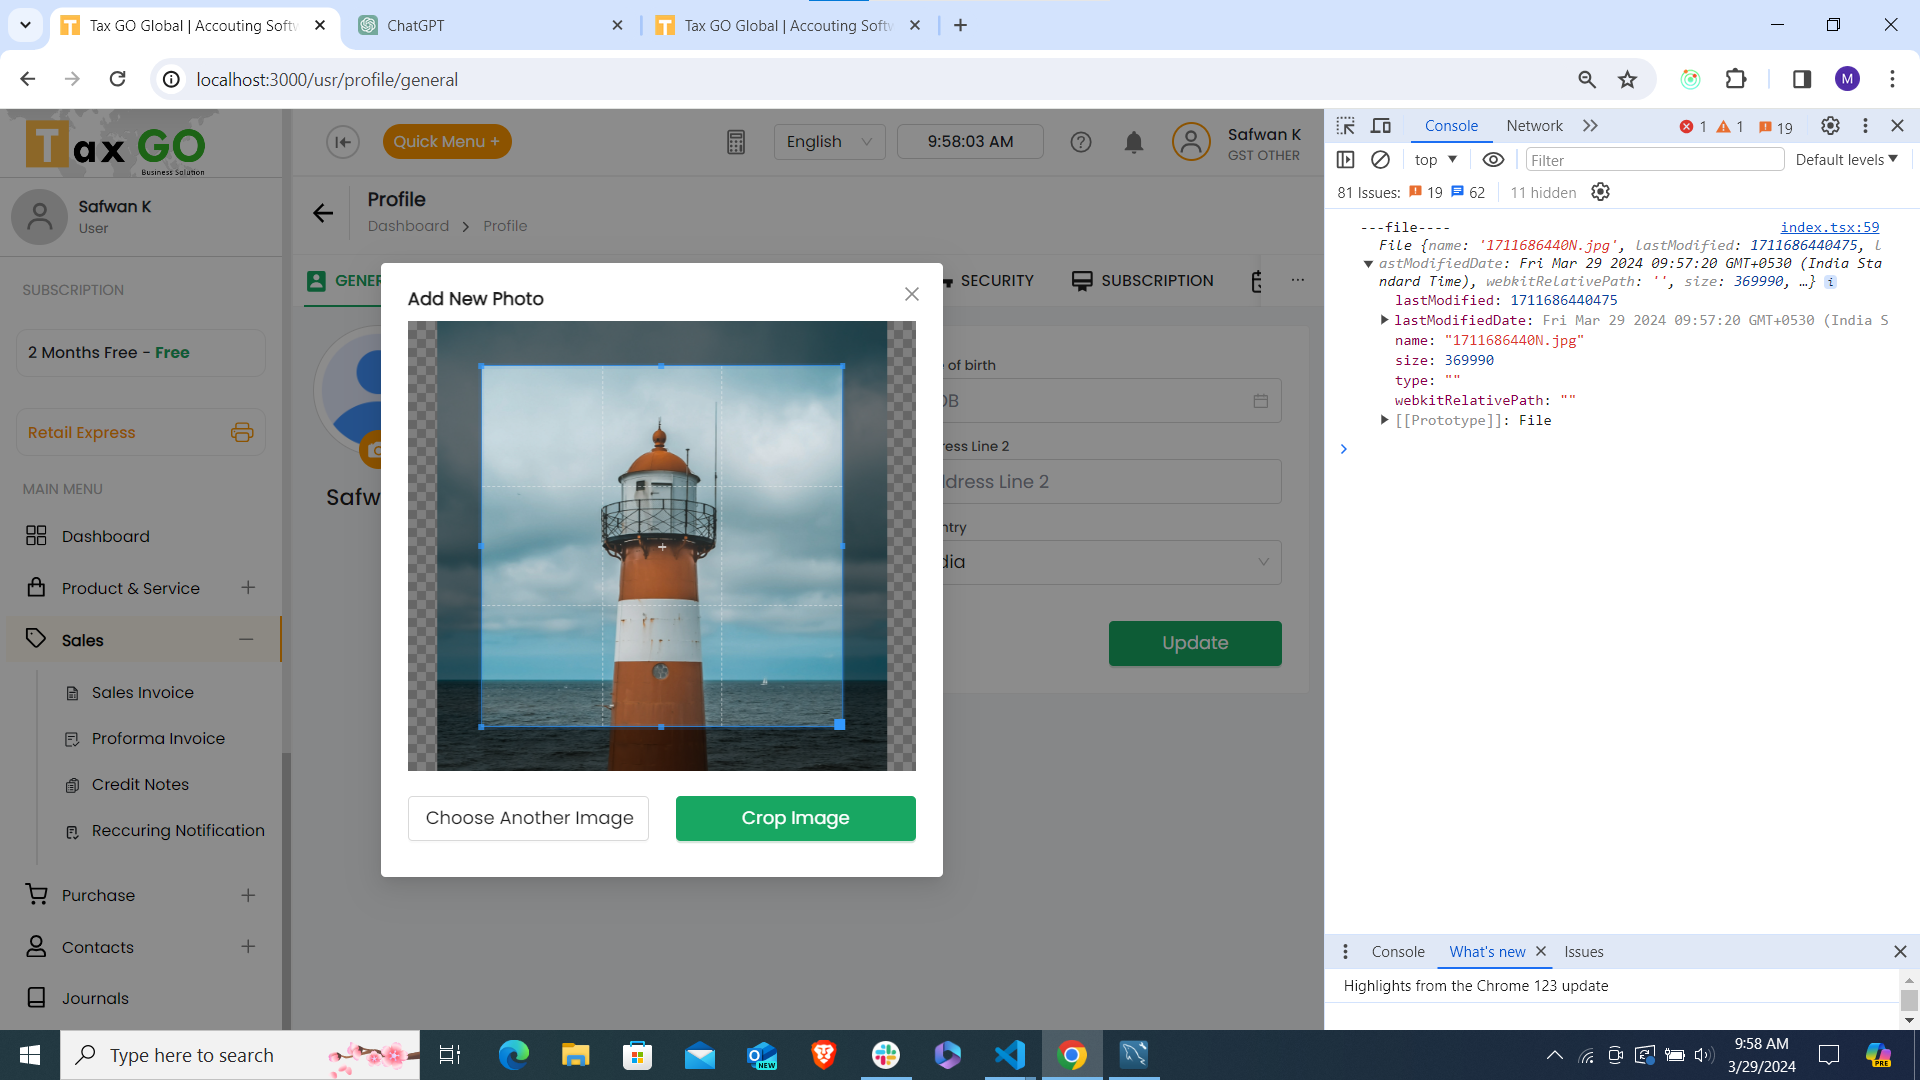 Tax GO Global | Accouting Softw
ChatGPT
Tax GO Global | Accouting Softw
localhost:3000/usr/profile/general
M
Tax GO
Business Solution
Quick Menu +
English
9:58:03 AM
Safwan K
GST OTHER
Safwan K
User
Profile
Dashboard
Profile
SUBSCRIPTION
2 Months Free - Free
Retail Express
MAIN MENU
Dashboard
Product & Service
Sales
Sales Invoice
Proforma Invoice
Credit Notes
Reccuring Notification
Purchase
Contacts
Journals
GENER
SECURITY
SUBSCRIPTION
...
Safw
Add New Photo
Choose Another Image
Crop Image
of birth
OB
ress Line 2
dress Line 2
ntry
dia
Update
Console
Network
1
1
19
top
Filter
Default levels
81 Issues:
19
62
11 hidden
---file----
index.tsx:59
File {name: '1711686440N.jpg', lastModified: 1711686440475, l
astModifiedDate: Fri Mar 29 2024 09:57:20 GMT+0530 (India Sta
ndard Time), webkitRelativePath: '', size: 369990, …} i
lastModified: 1711686440475
lastModifiedDate: Fri Mar 29 2024 09:57:20 GMT+0530 (India S
name: "1711686440N.jpg"
size: 369990
type: ""
webkitRelativePath: ""
[[Prototype]]: File
Console
What's new
Issues
Highlights from the Chrome 123 update
Type here to search
NEW
9:58 AM
3/29/2024
PRE